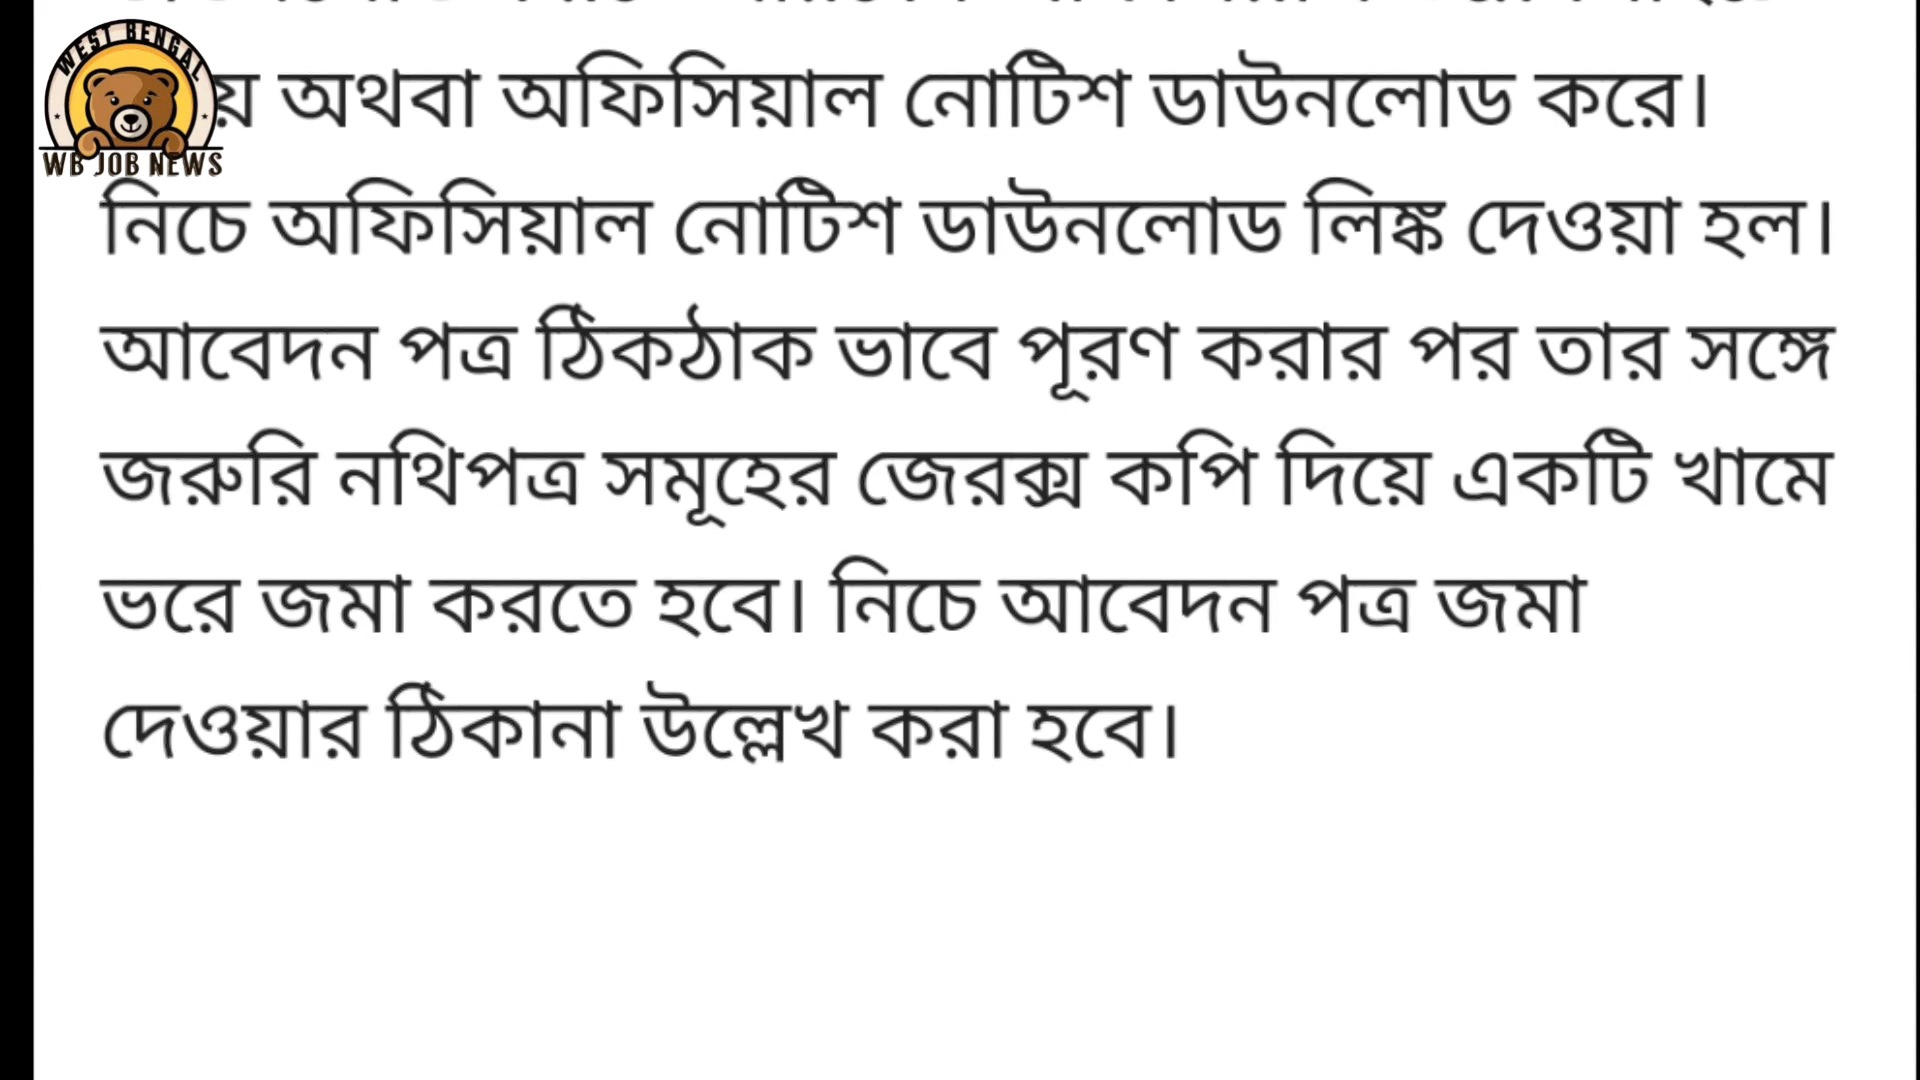 WEST BENGAL
WB JOB NEWS
য় অথবা অফিসিয়াল নোটিশ ডাউনলোড করে।
নিচে অফিসিয়াল নোটিশ ডাউনলোড লিঙ্ক দেওয়া হল।
আবেদন পত্র ঠিকঠাক ভাবে পূরণ করার পর তার সঙ্গে
জরুরি নথিপত্র সমূহের জেরক্স কপি দিয়ে একটি খামে
ভরে জমা করতে হবে। নিচে আবেদন পত্র জমা
দেওয়ার ঠিকানা উল্লেখ করা হবে।